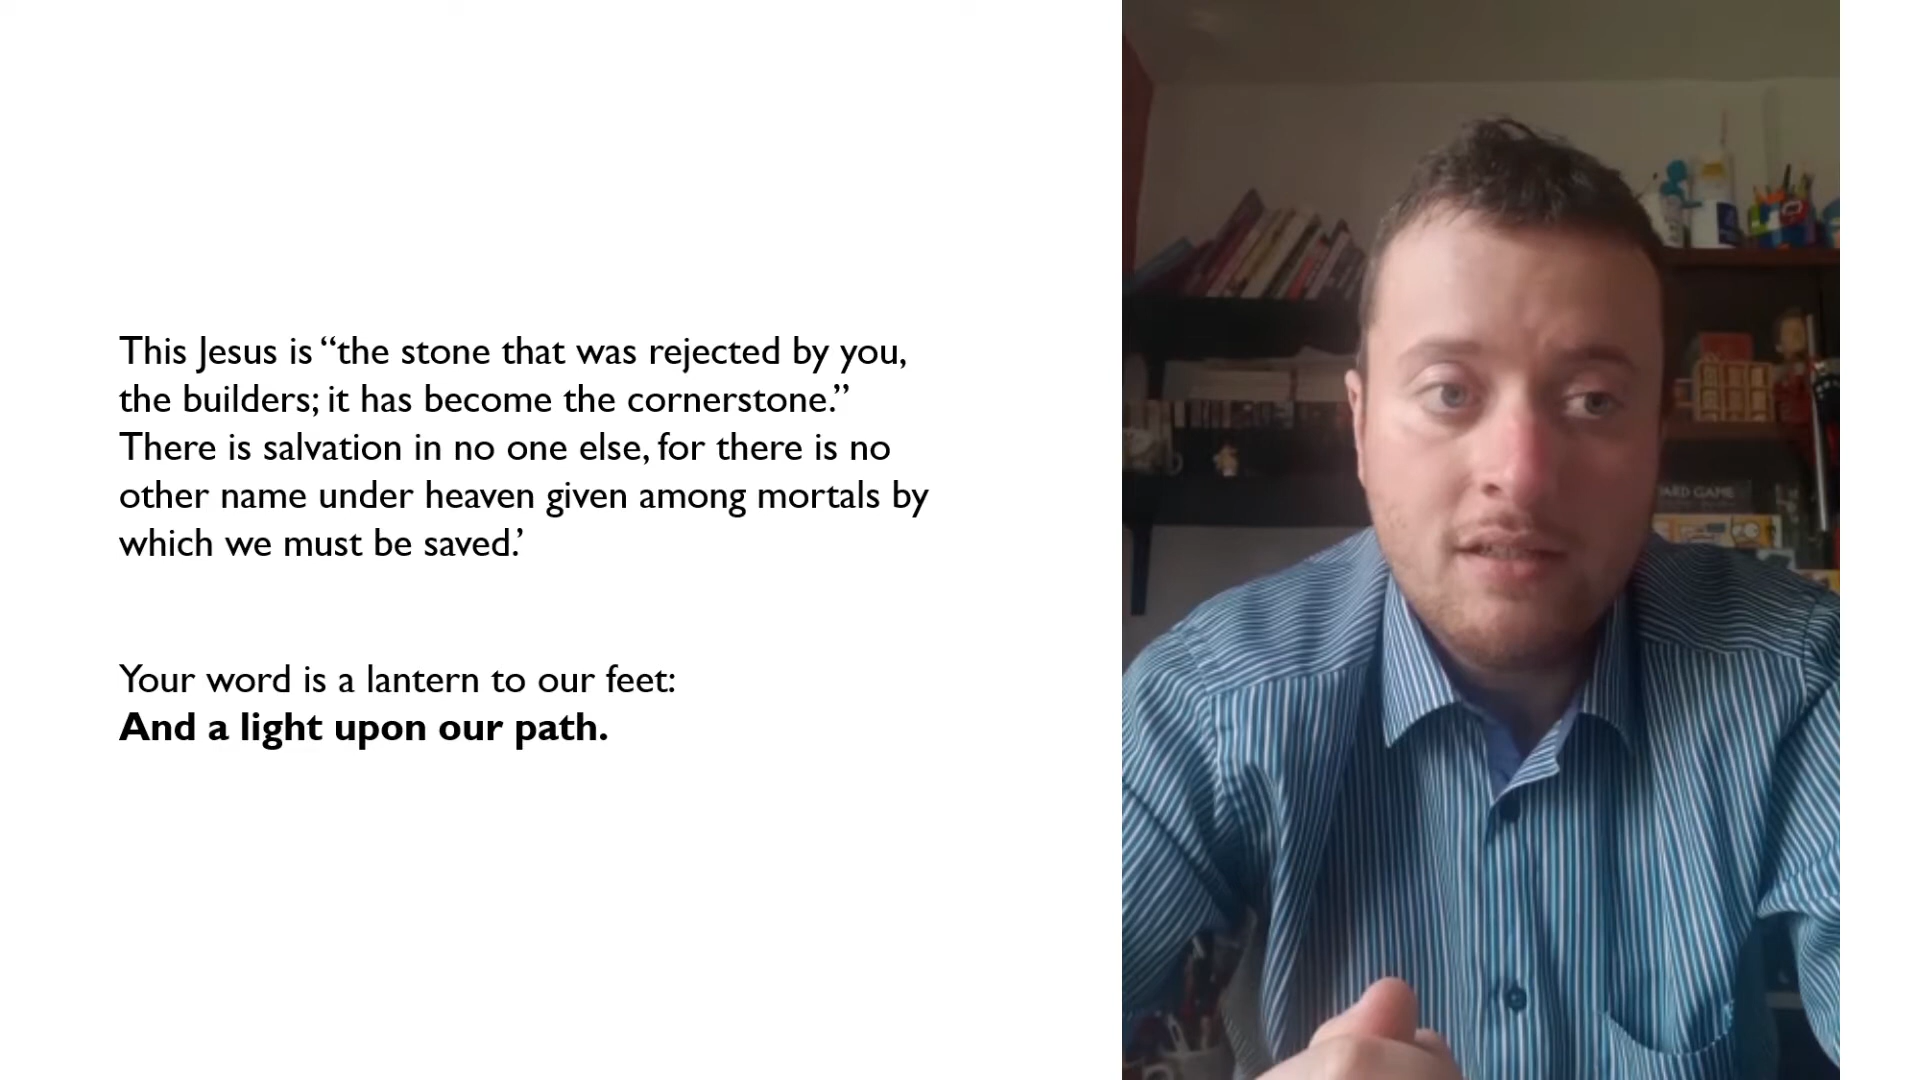 This Jesus is “the stone that was rejected by you,
the builders; it has become the cornerstone.”
There is salvation in no one else, for there is no
other name under heaven given among mortals by
which we must be saved.’
Your word is a lantern to our feet:
And a light upon our path.
GAME